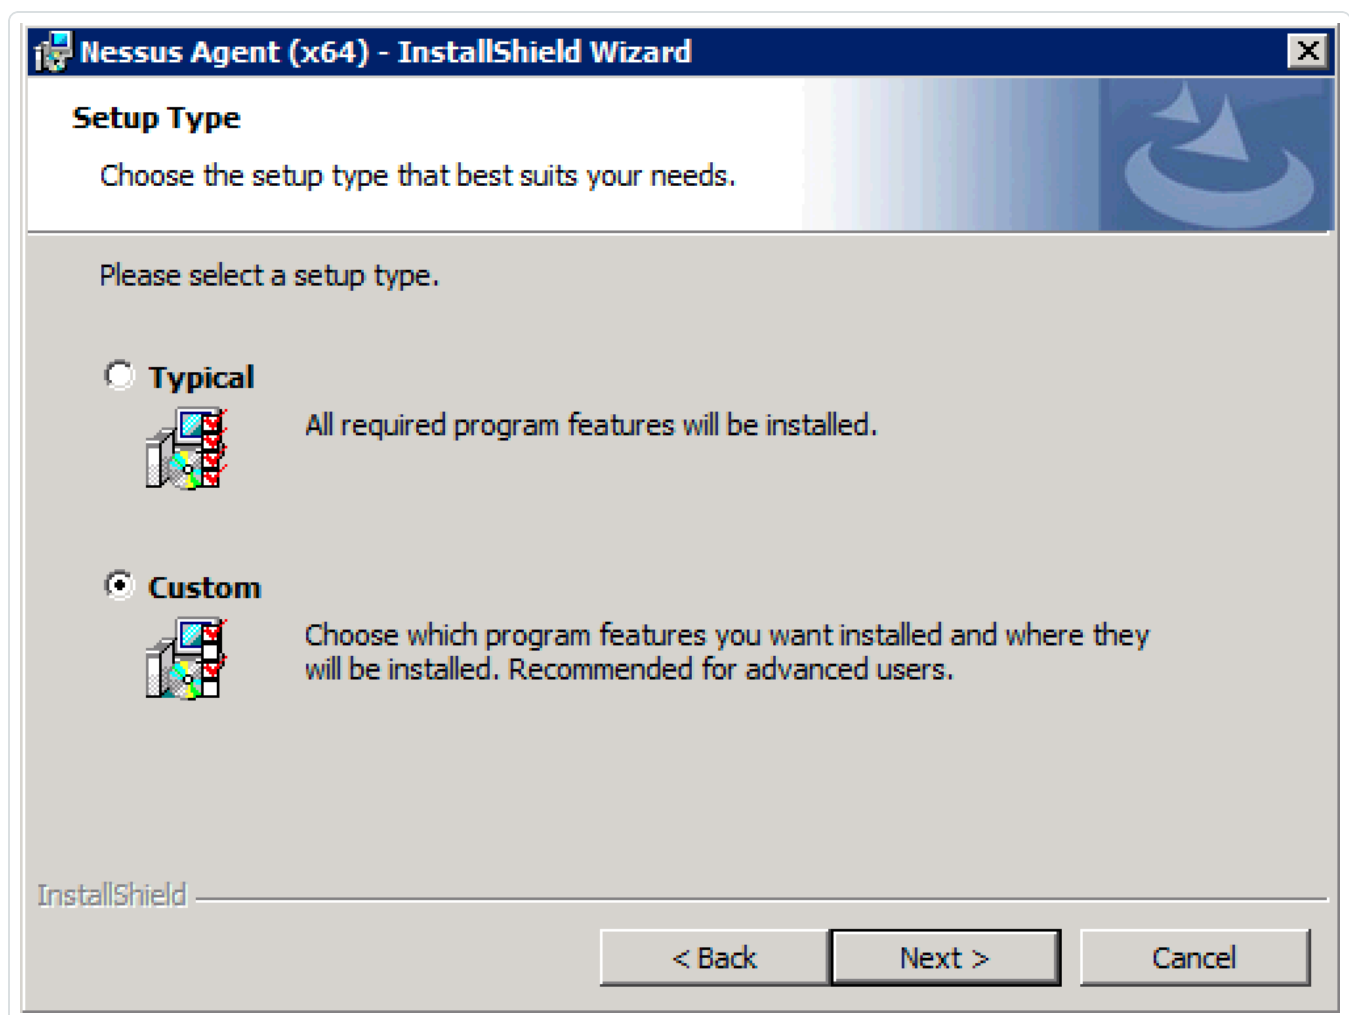 Nessus Agent (x64) - InstallShield Wizard
Setup Type
Choose the setup type that best suits your needs.
Please select a setup type.
Typical
All required program features will be installed.
Custom
Choose which program features you want installed and where they
will be installed. Recommended for advanced users.
InstallShield
< Back
Next >
Cancel